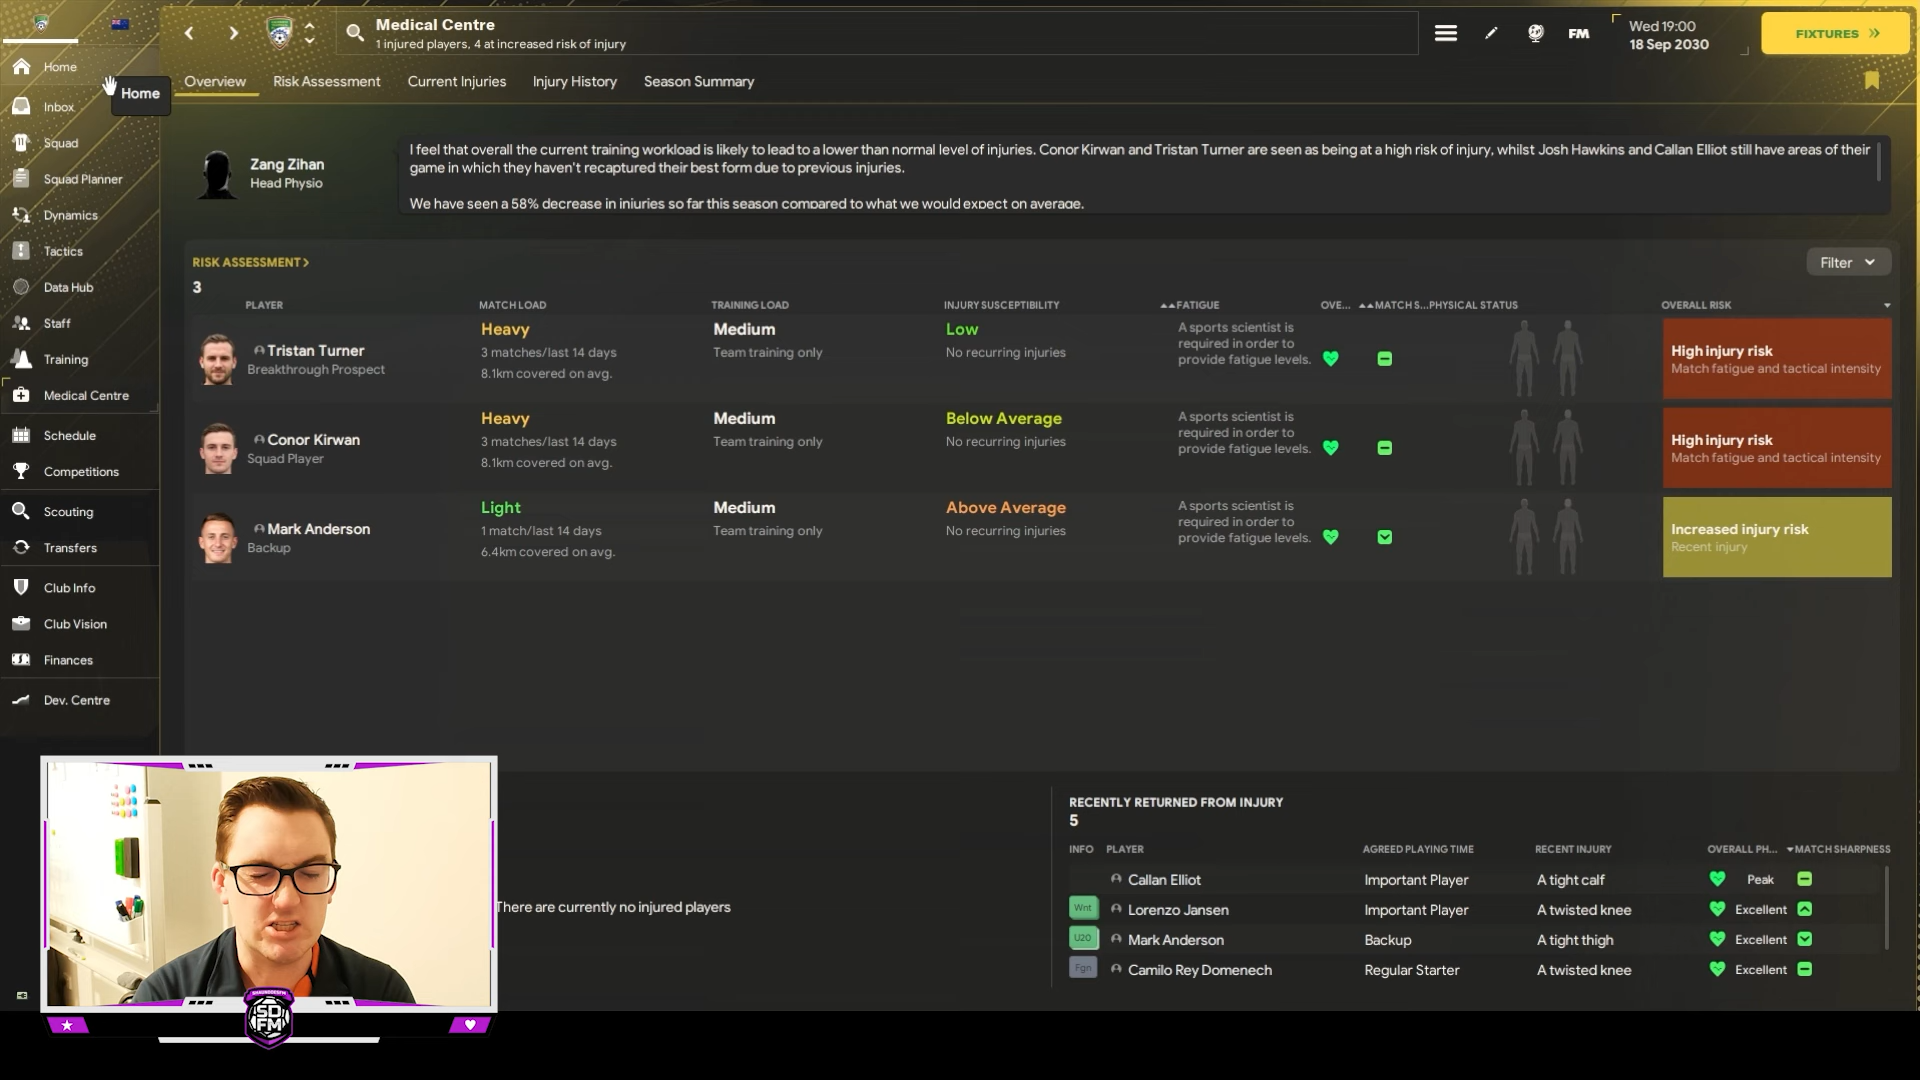 Medical Centre
1 injured players, 4 at increased risk of injury
FM
Wed 19:00
18 Sep 2030
FIXTURES
Home
Home
Inbox
Squad
Squad Planner
Dynamics
Tactics
Data Hub
Staff
Training
Medical Centre
Schedule
Competitions
Scouting
Transfers
Club Info
Club Vision
Finances
Dev. Centre
Overview
Risk Assessment
Current Injuries
Injury History
Season Summary
Zang Zihan
Head Physio
I feel that overall the current training workload is likely to lead to a lower than normal level of injuries. Conor Kirwan and Tristan Turner are seen as being at a high risk of injury, whilst Josh Hawkins and Callan Elliot still have areas of their
game in which they haven't recaptured their best form due to previous injuries.
We have seen a 58% decrease in injuries so far this season compared to what we would expect on average.
RISK ASSESSMENT >
Filter
3
PLAYER MATCH LOAD TRAINING LOAD INJURY SUSCEPTIBILITY FATIGUE OVE... MATCH S... PHYSICAL STATUS OVERALL RISK
Tristan Turner
Breakthrough Prospect
Heavy
3 matches/last 14 days
8.1km covered on avg.
Medium
Team training only
Low
No recurring injuries
A sports scientist is
required in order to
provide fatigue levels.
High injury risk
Match fatigue and tactical intensity
Conor Kirwan
Squad Player
Heavy
3 matches/last 14 days
8.1km covered on avg.
Medium
Team training only
Below Average
No recurring injuries
A sports scientist is
required in order to
provide fatigue levels.
High injury risk
Match fatigue and tactical intensity
Mark Anderson
Backup
Light
1 match/last 14 days
6.4km covered on avg.
Medium
Team training only
Above Average
No recurring injuries
A sports scientist is
required in order to
provide fatigue levels.
Increased injury risk
Recent injury
There are currently no injured players
RECENTLY RETURNED FROM INJURY
5
INFO PLAYER AGREED PLAYING TIME RECENT INJURY OVERALL PH... MATCH SHARPNESS
Callan Elliot Important Player A tight calf Peak
Wnt Lorenzo Jansen Important Player A twisted knee Excellent
U20 Mark Anderson Backup A tight thigh Excellent
Fgn Camilo Rey Domenech Regular Starter A twisted knee Excellent
SD
FM